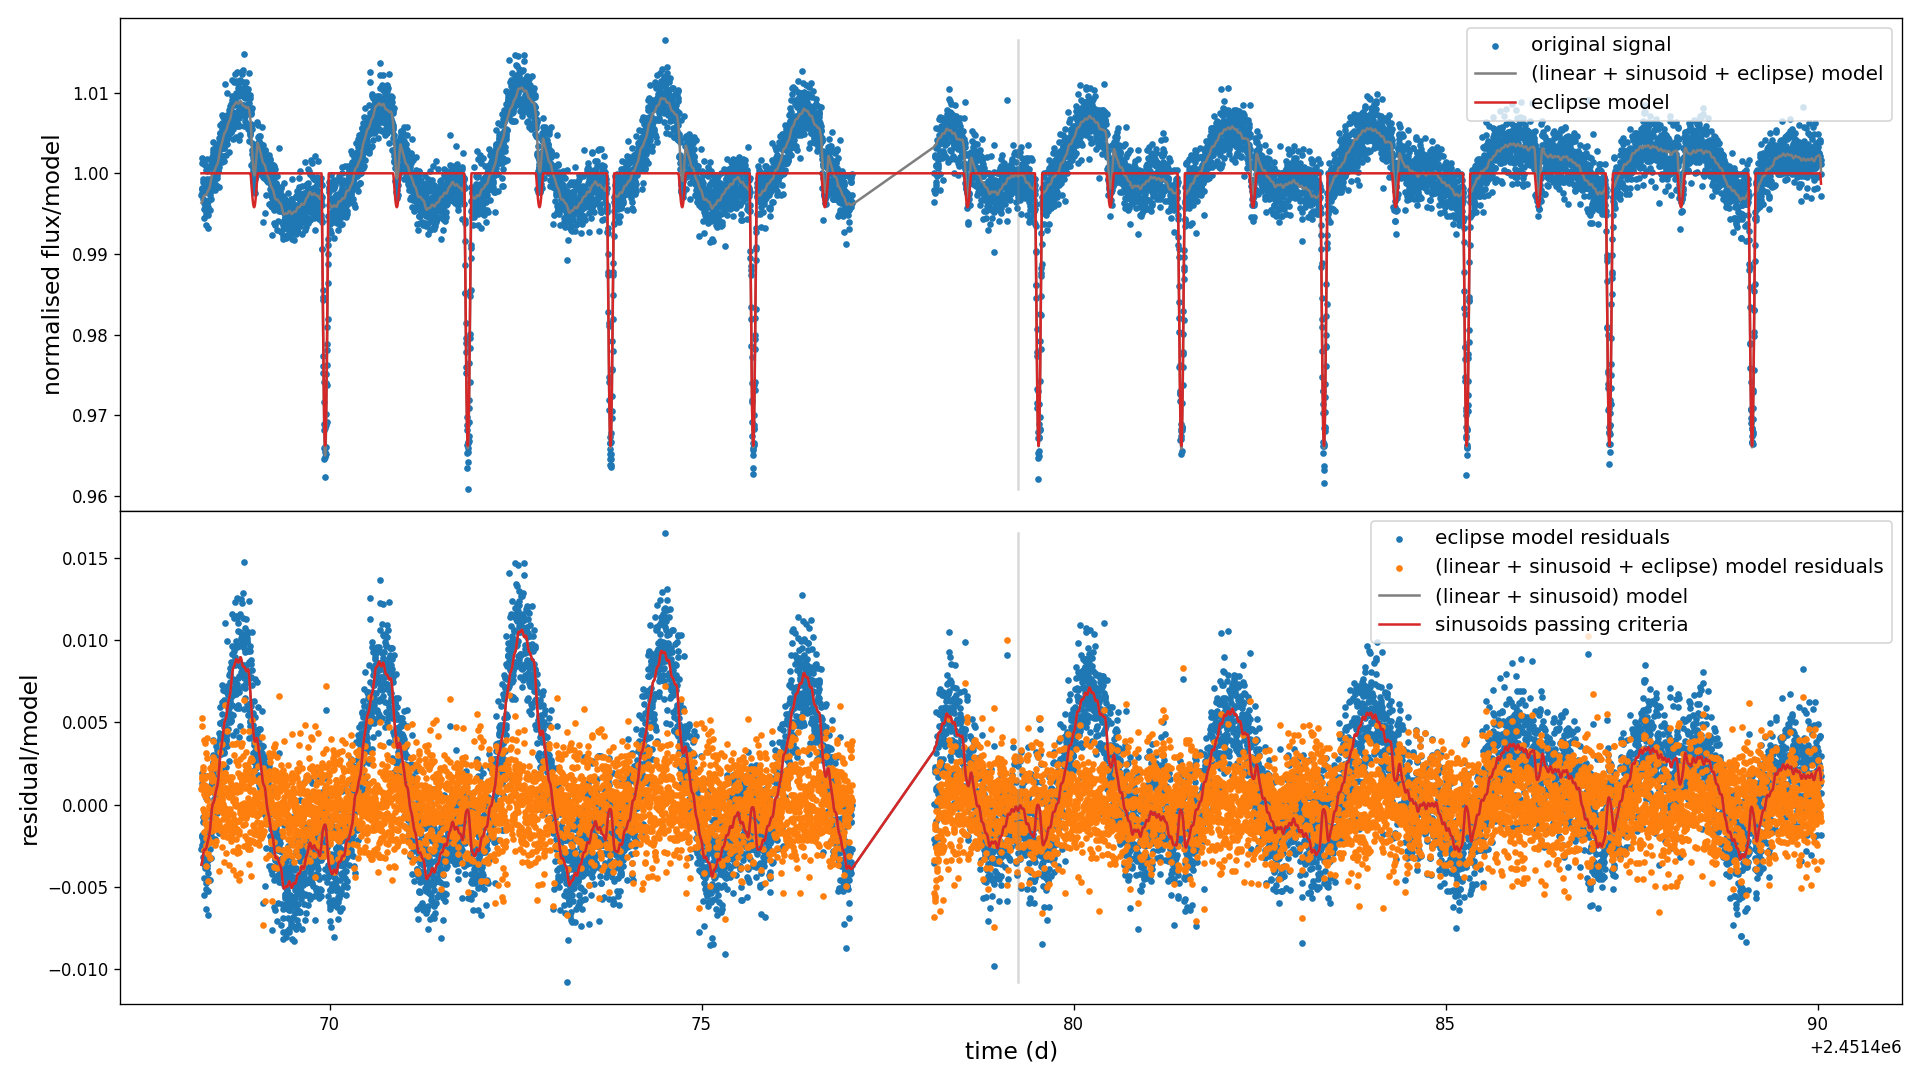 original signal
(linear + sinusoid + eclipse) model
eclipse model
normalised flux/model
1.01
1.00
0.99
0.98
0.97
0.96
eclipse model residuals
(linear + sinusoid + eclipse) model residuals
(linear + sinusoid) model
sinusoids passing criteria
residual/model
0.015
0.010
0.005
0.000
−0.005
−0.010
70
75
80
85
90
time (d)
+2.4514e6